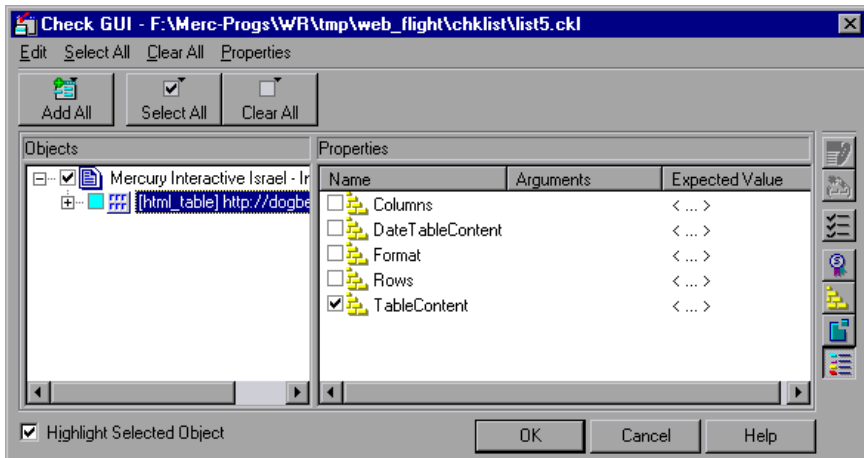 Check GUI - F:\Merc-Progs\WR\tmp\web_flight\chklist\list5.ckl
Edit Select All Clear All Properties
Add All Select All Clear All
Objects Properties
Mercury Interactive Israel - Ir
[html_table] http://dogbe
Name Arguments Expected Value
Columns < ... >
DateTableContent < ... >
Format < ... >
Rows < ... >
TableContent < ... >
Highlight Selected Object
OK Cancel Help